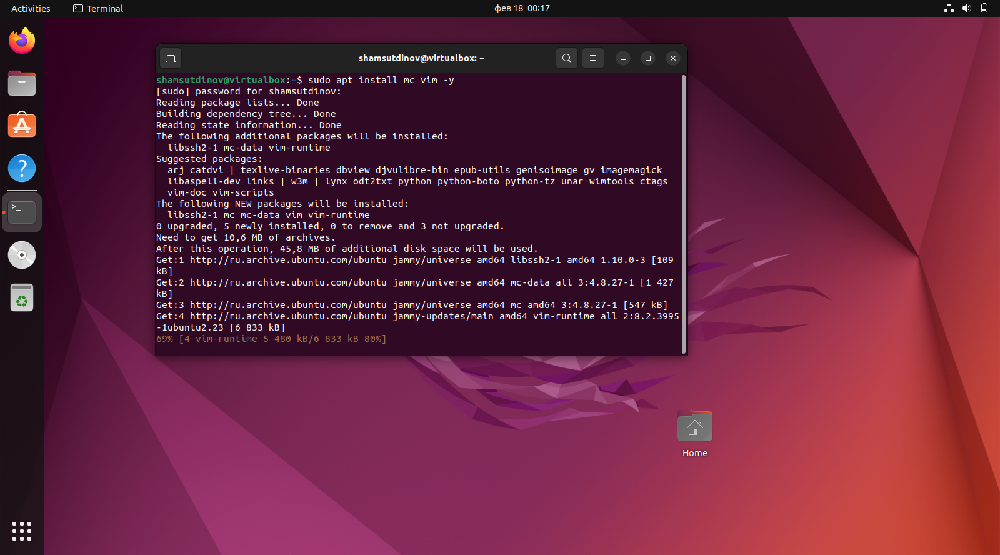 Activities
Terminal
фев 18 00:17
shamsutdinov@virtualbox: ~
shamsutdinov@virtualbox:~$ sudo apt install mc vim -y
[sudo] password for shamsutdinov:
Reading package lists... Done
Building dependency tree... Done
Reading state information... Done
The following additional packages will be installed:
  libssh2-1 mc-data vim-runtime
Suggested packages:
  arj catdvi | texlive-binaries dbview djvulibre-bin epub-utils genisoimage gv imagemagick
  libaspell-dev links | w3m | lynx odt2txt python python-boto python-tz unar wimtools ctags
  vim-doc vim-scripts
The following NEW packages will be installed:
  libssh2-1 mc mc-data vim vim-runtime
0 upgraded, 5 newly installed, 0 to remove and 3 not upgraded.
Need to get 10,6 MB of archives.
After this operation, 45,8 MB of additional disk space will be used.
Get:1 http://ru.archive.ubuntu.com/ubuntu jammy/universe amd64 libssh2-1 amd64 1.10.0-3 [109
kB]
Get:2 http://ru.archive.ubuntu.com/ubuntu jammy/universe amd64 mc-data all 3:4.8.27-1 [1 427
kB]
Get:3 http://ru.archive.ubuntu.com/ubuntu jammy/universe amd64 mc amd64 3:4.8.27-1 [547 kB]
Get:4 http://ru.archive.ubuntu.com/ubuntu jammy-updates/main amd64 vim-runtime all 2:8.2.3995
-1ubuntu2.23 [6 833 kB]
69% [4 vim-runtime 5 480 kB/6 833 kB 80%]
Home